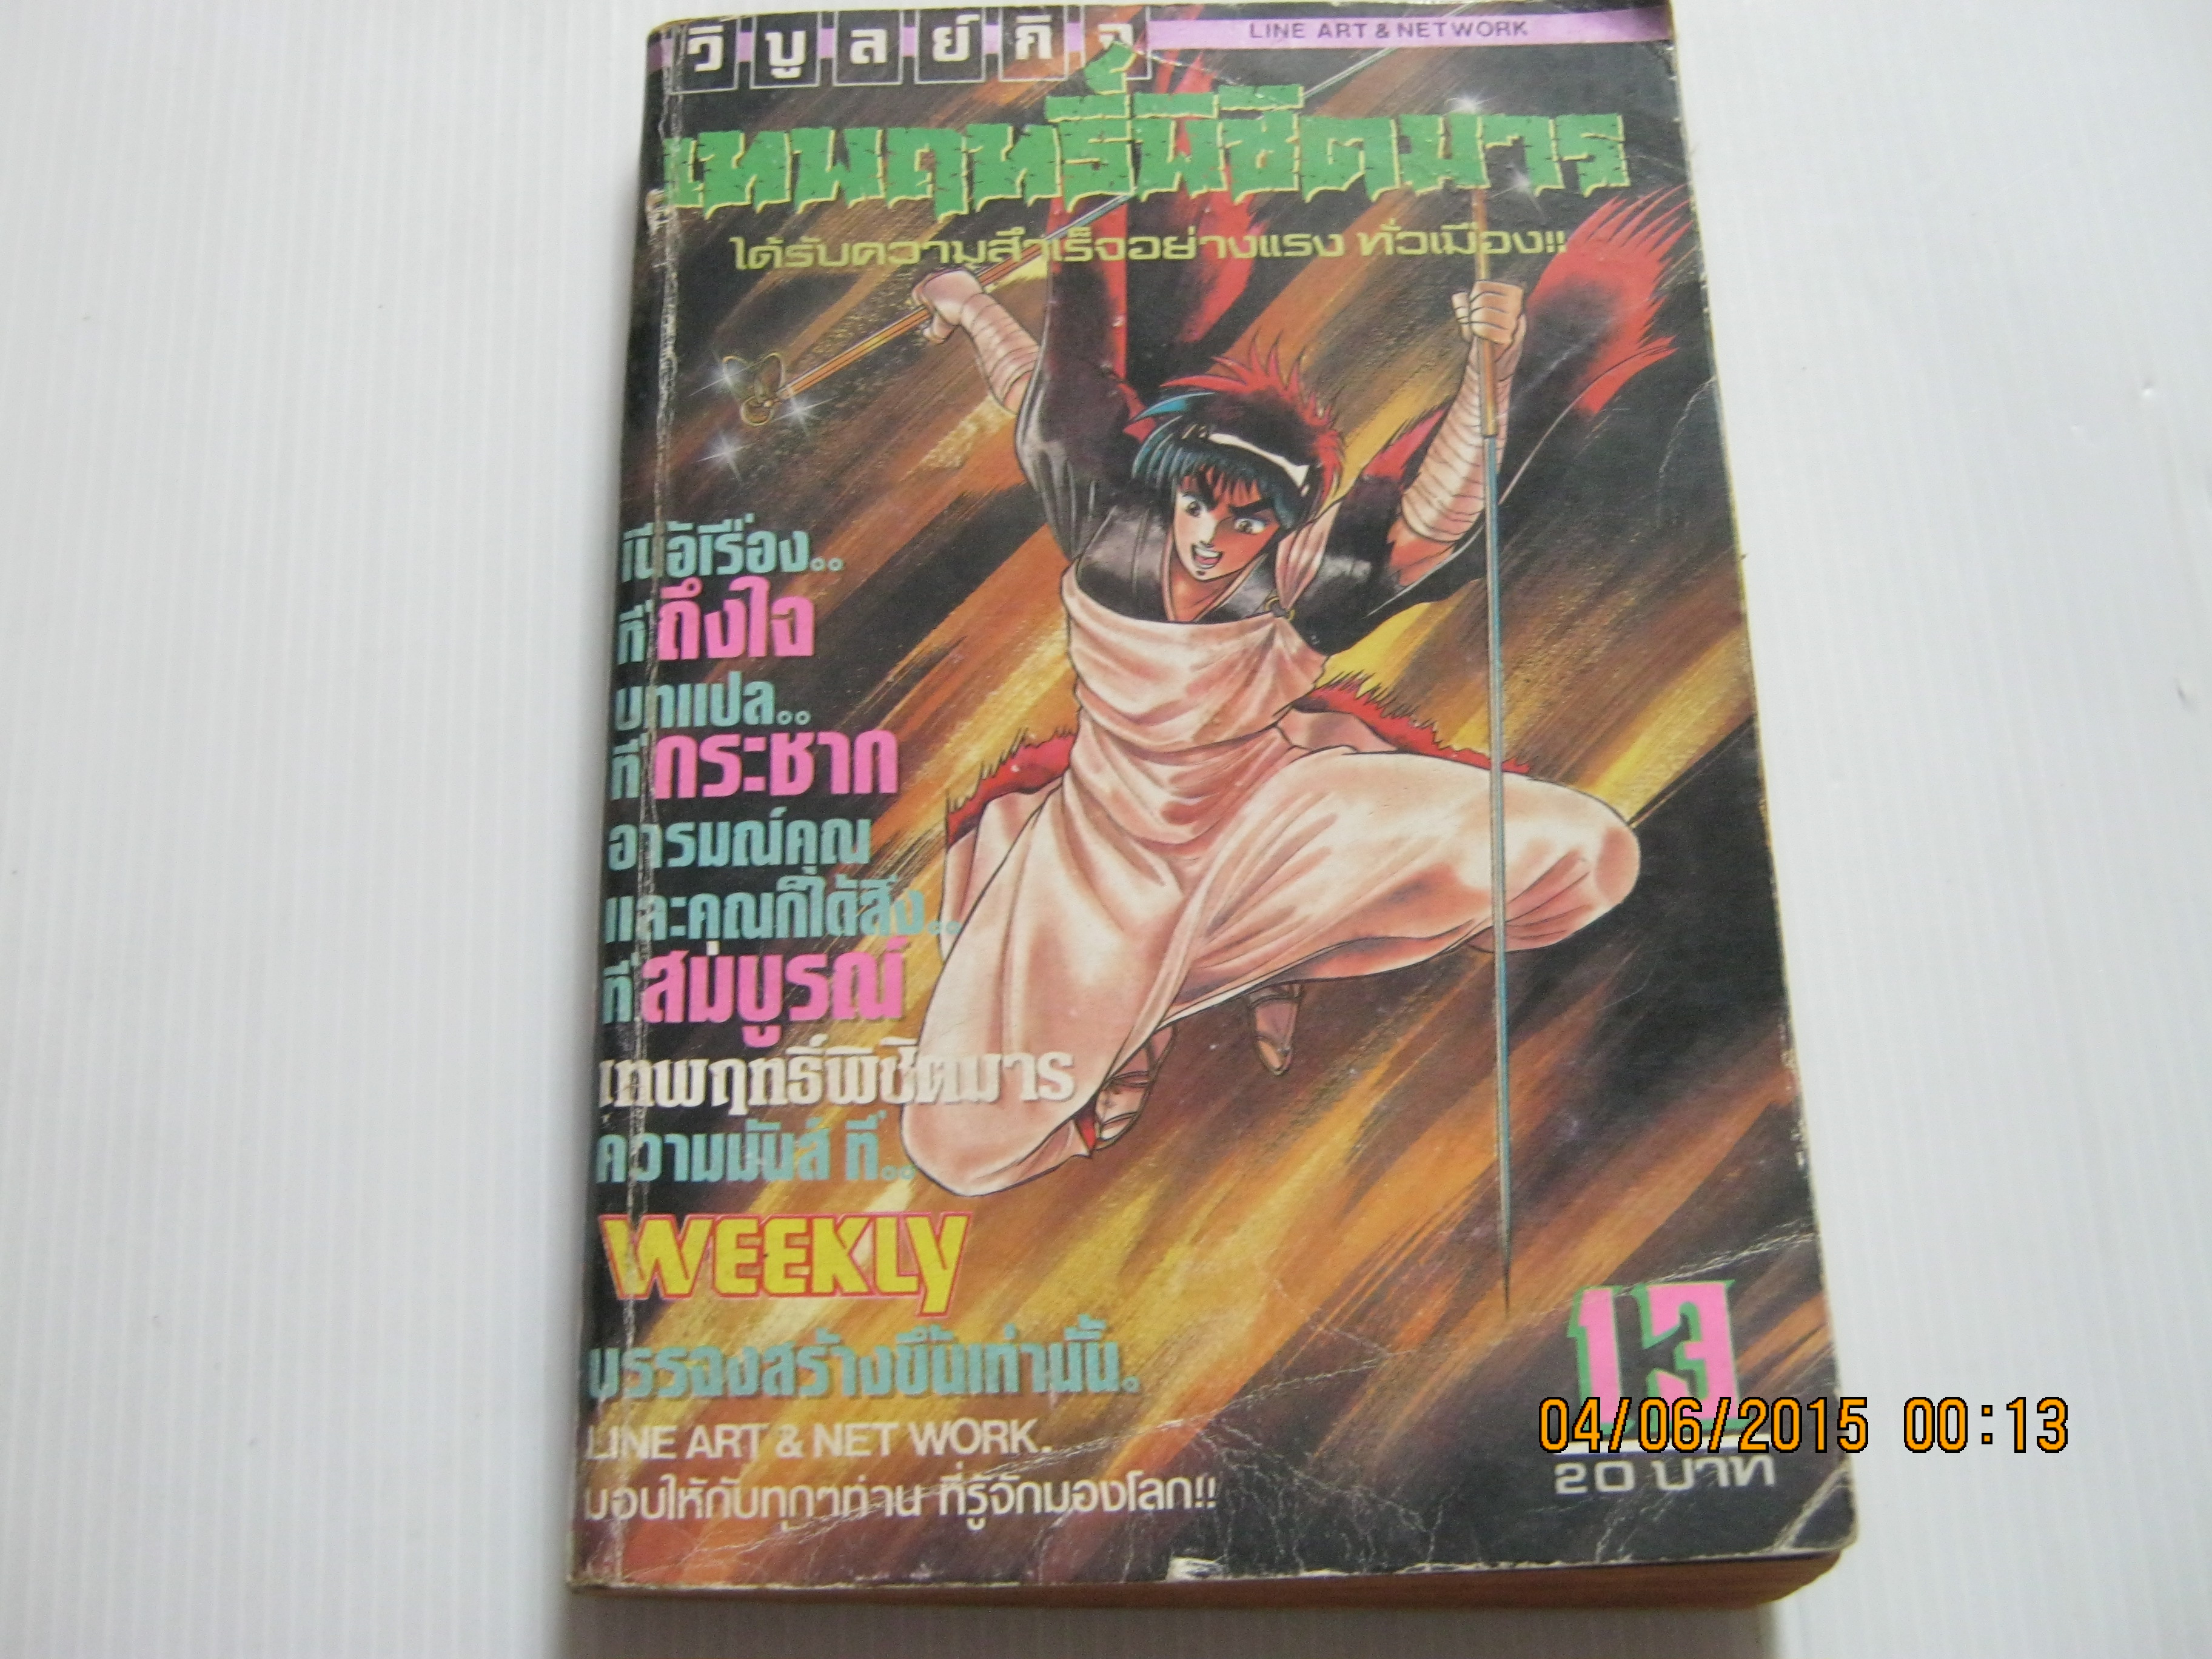 วิบูลย์กิจ
LINE ART & NETWORK
เทพฤทธิ์พิชิตมาร
ได้รับความสำเร็จอย่างแรง ทั่วเมือง!!
เนื้อเรื่อง..
ที่ถึงใจ
บทแปล..
ที่กระชาก
อารมณ์คุณ
และคุณก็ได้สิ่ง..
ที่สมบูรณ์
เทพฤทธิ์พิชิตมาร
ความมันส์ ที่..
WEEKLY
บรรจงสร้างขึ้นเท่านั้น.
LINE ART & NET WORK.
มอบให้กับทุกๆท่าน ที่รู้จักมองโลก!!
13
04/06/2015 00:13
20 บาท